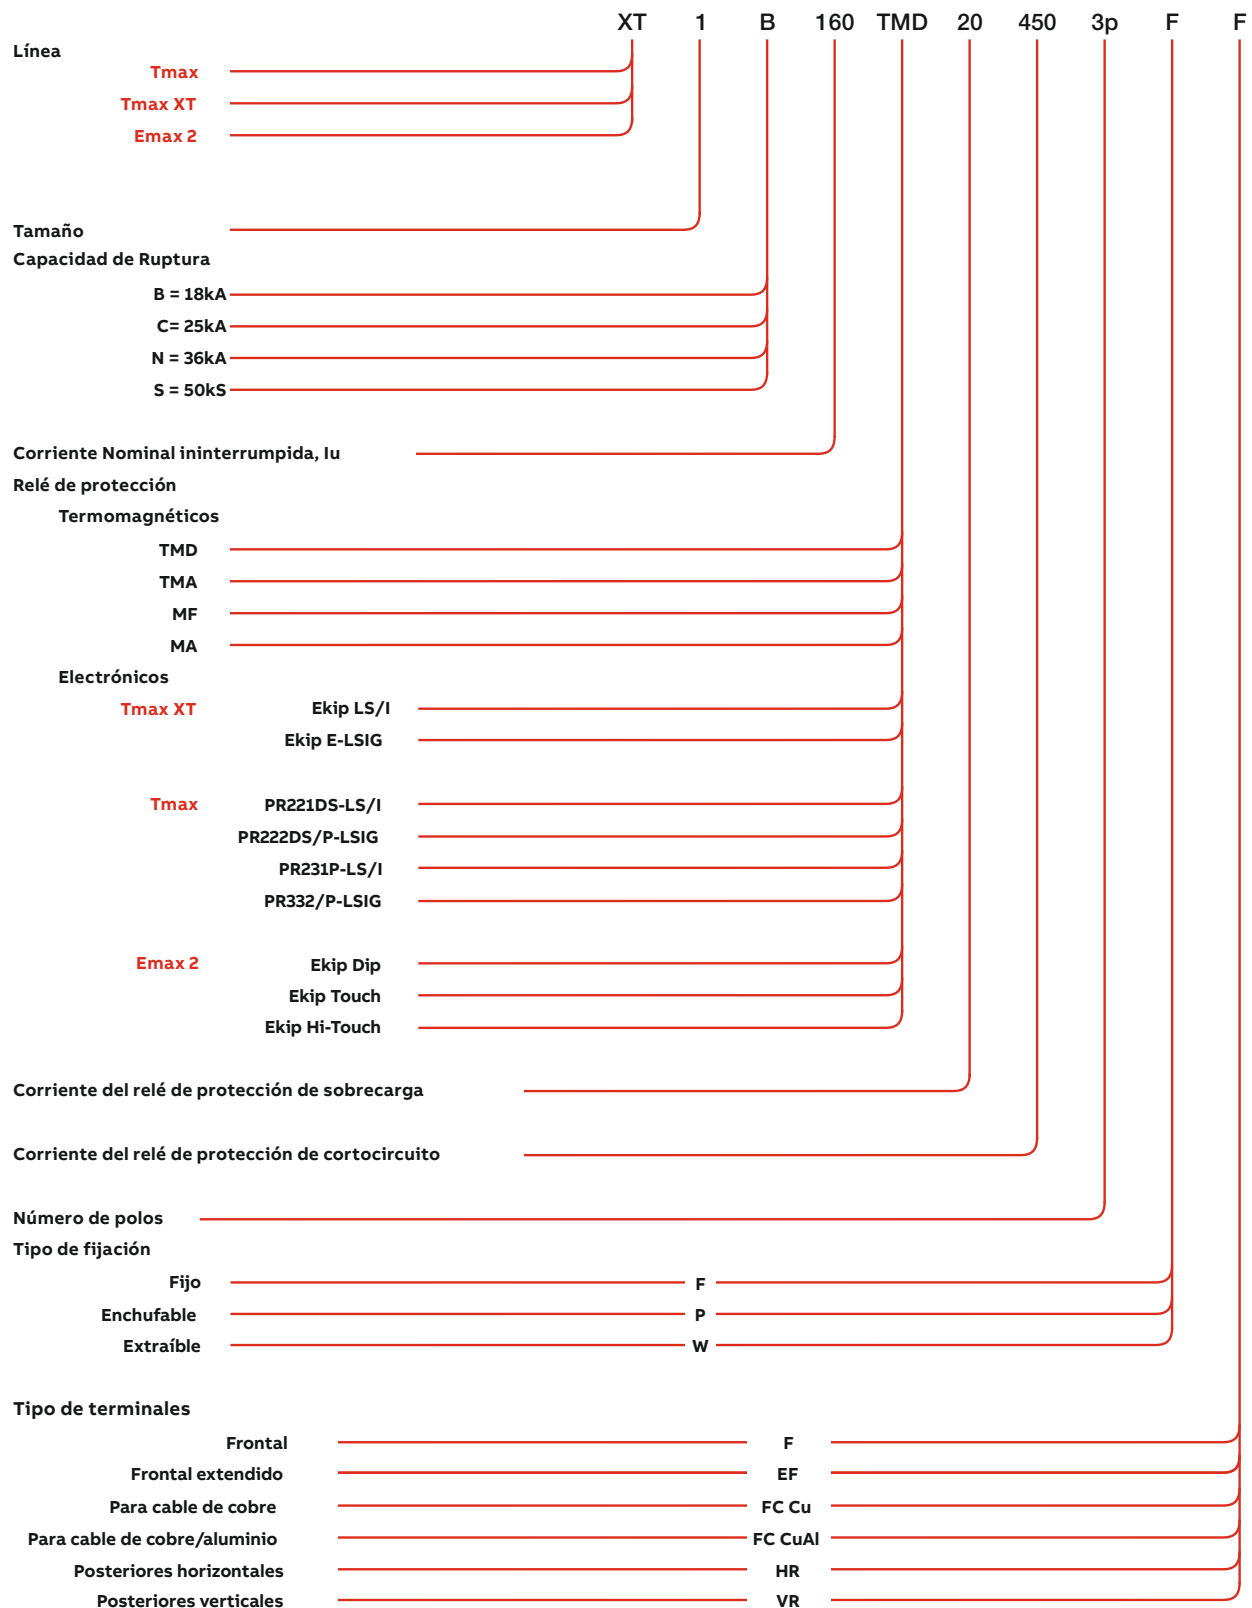 XT 1 B 160 TMD 20 450 3p F F
Línea
Tmax
Tmax XT
Emax 2
Tamaño
Capacidad de Ruptura
B = 18kA
C= 25kA
N = 36kA
S = 50kS
Corriente Nominal ininterrumpida, Iu
Relé de protección
Termomagnéticos
TMD
TMA
MF
MA
Electrónicos
Tmax XT Ekip LS/I
Ekip E-LSIG
Tmax PR221DS-LS/I
PR222DS/P-LSIG
PR231P-LS/I
PR332/P-LSIG
Emax 2 Ekip Dip
Ekip Touch
Ekip Hi-Touch
Corriente del relé de protección de sobrecarga
Corriente del relé de protección de cortocircuito
Número de polos
Tipo de fijación
Fijo F
Enchufable P
Extraíble W
Tipo de terminales
Frontal F
Frontal extendido EF
Para cable de cobre FC Cu
Para cable de cobre/aluminio FC CuAl
Posteriores horizontales HR
Posteriores verticales VR